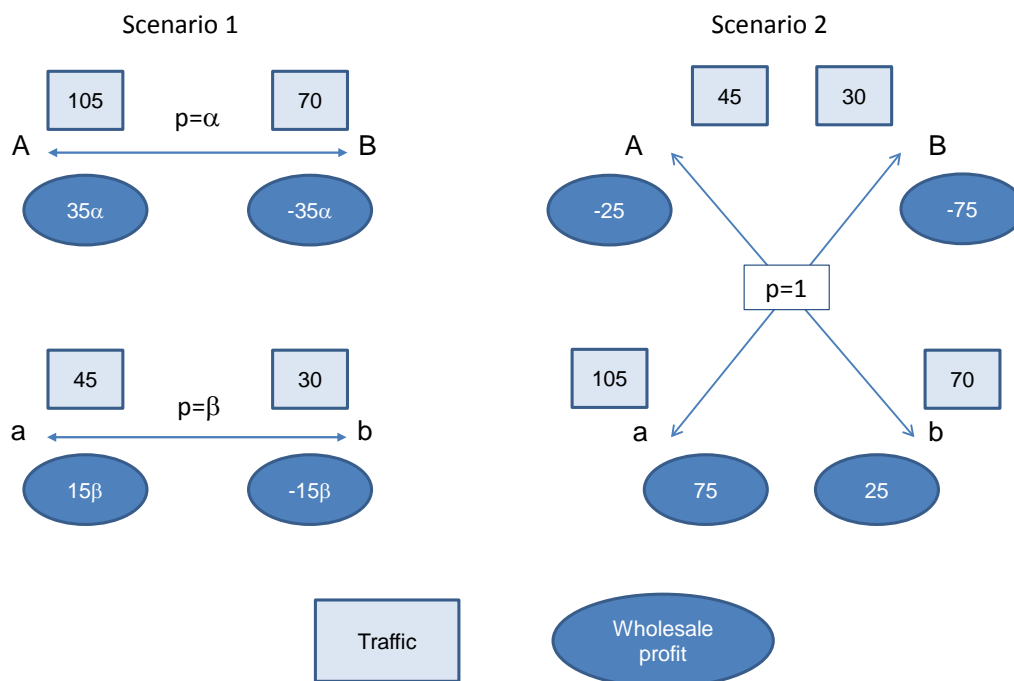 Scenario 1
105
70
p=α
A
B
35α
-35α
45
30
p=β
a
b
15β
-15β
Scenario 2
45
30
A
B
-25
-75
p=1
105
70
a
b
75
25
Traffic
Wholesale
profit